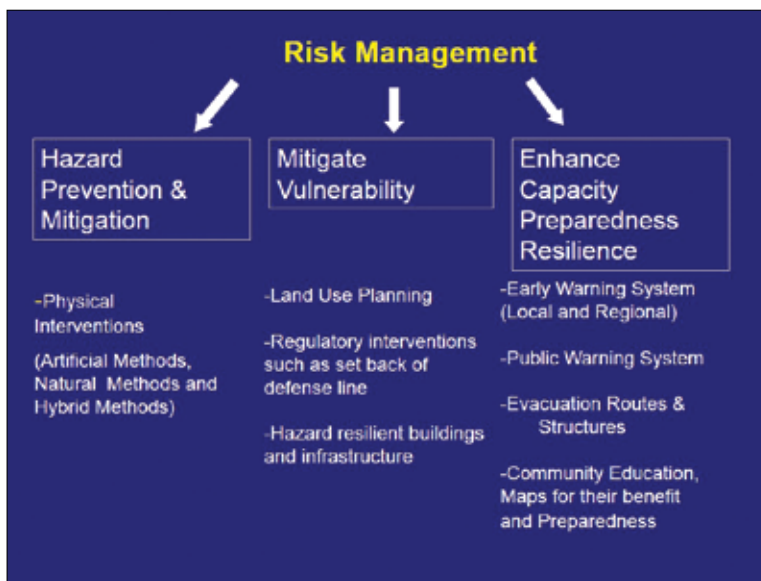 Risk Management
Hazard
Prevention &
Mitigation
-Physical
Interventions
(Artificial Methods,
Natural Methods and
Hybrid Methods)
Mitigate
Vulnerability
-Land Use Planning
-Regulatory interventions
such as set back of
defense line
-Hazard resilient buildings
and infrastructure
Enhance
Capacity
Preparedness
Resilience
-Early Warning System
(Local and Regional)
-Public Warning System
-Evacuation Routes &
Structures
-Community Education,
Maps for their benefit
and Preparedness